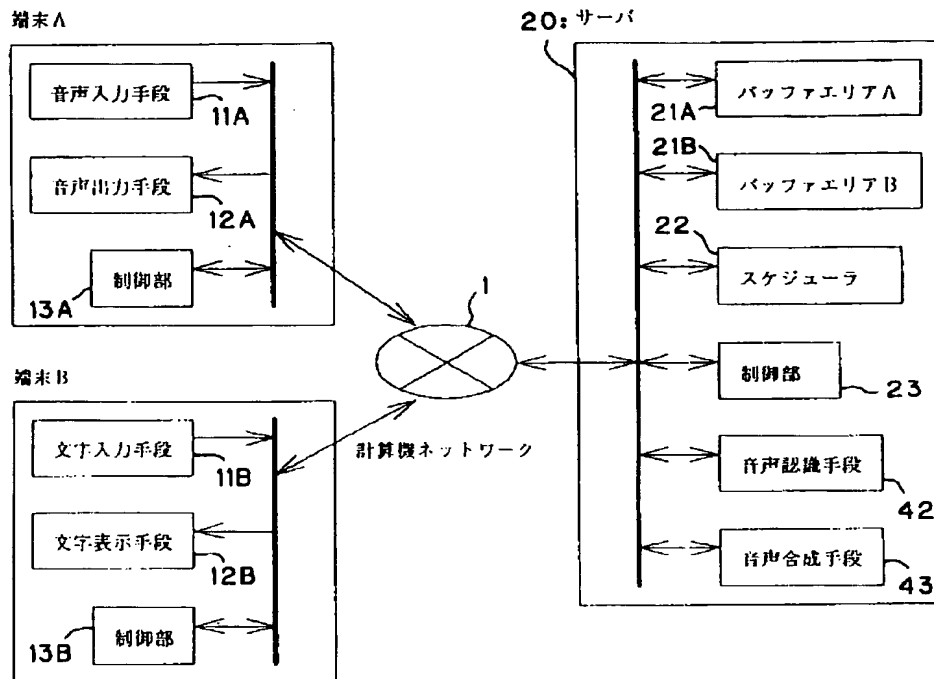 端末A
音声入力手段
11A
音声出力手段
12A
制御部
13A
端末B
文字入力手段
11B
文字表示手段
12B
制御部
13B
1
計算機ネットワーク
20: サーバ
バッファエリアA
21A
21B
バッファエリアB
22
スケジューラ
制御部
23
音声認識手段
42
音声合成手段
43